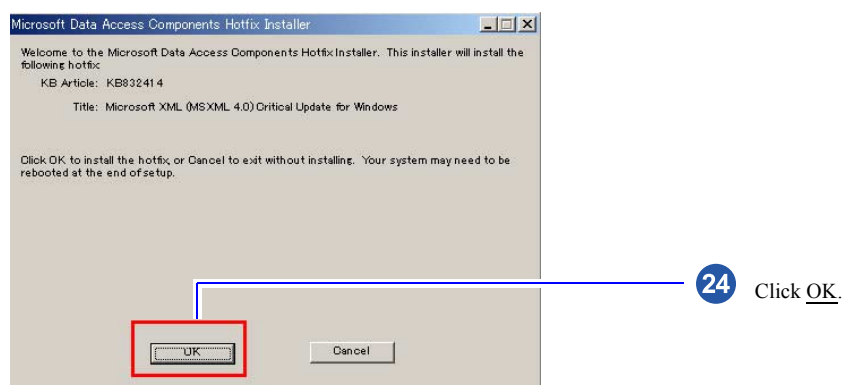 Microsoft Data Access Components Hotfix Installer
Welcome to the Microsoft Data Access Components Hotfix Installer. This installer will install the
following hotfix:
KB Article: KB832414
Title: Microsoft XML (MSXML 4.0) Critical Update for Windows
Click OK to install the hotfix, or Cancel to exit without installing. Your system may need to be
rebooted at the end of setup.
OK
Cancel
24 Click OK.